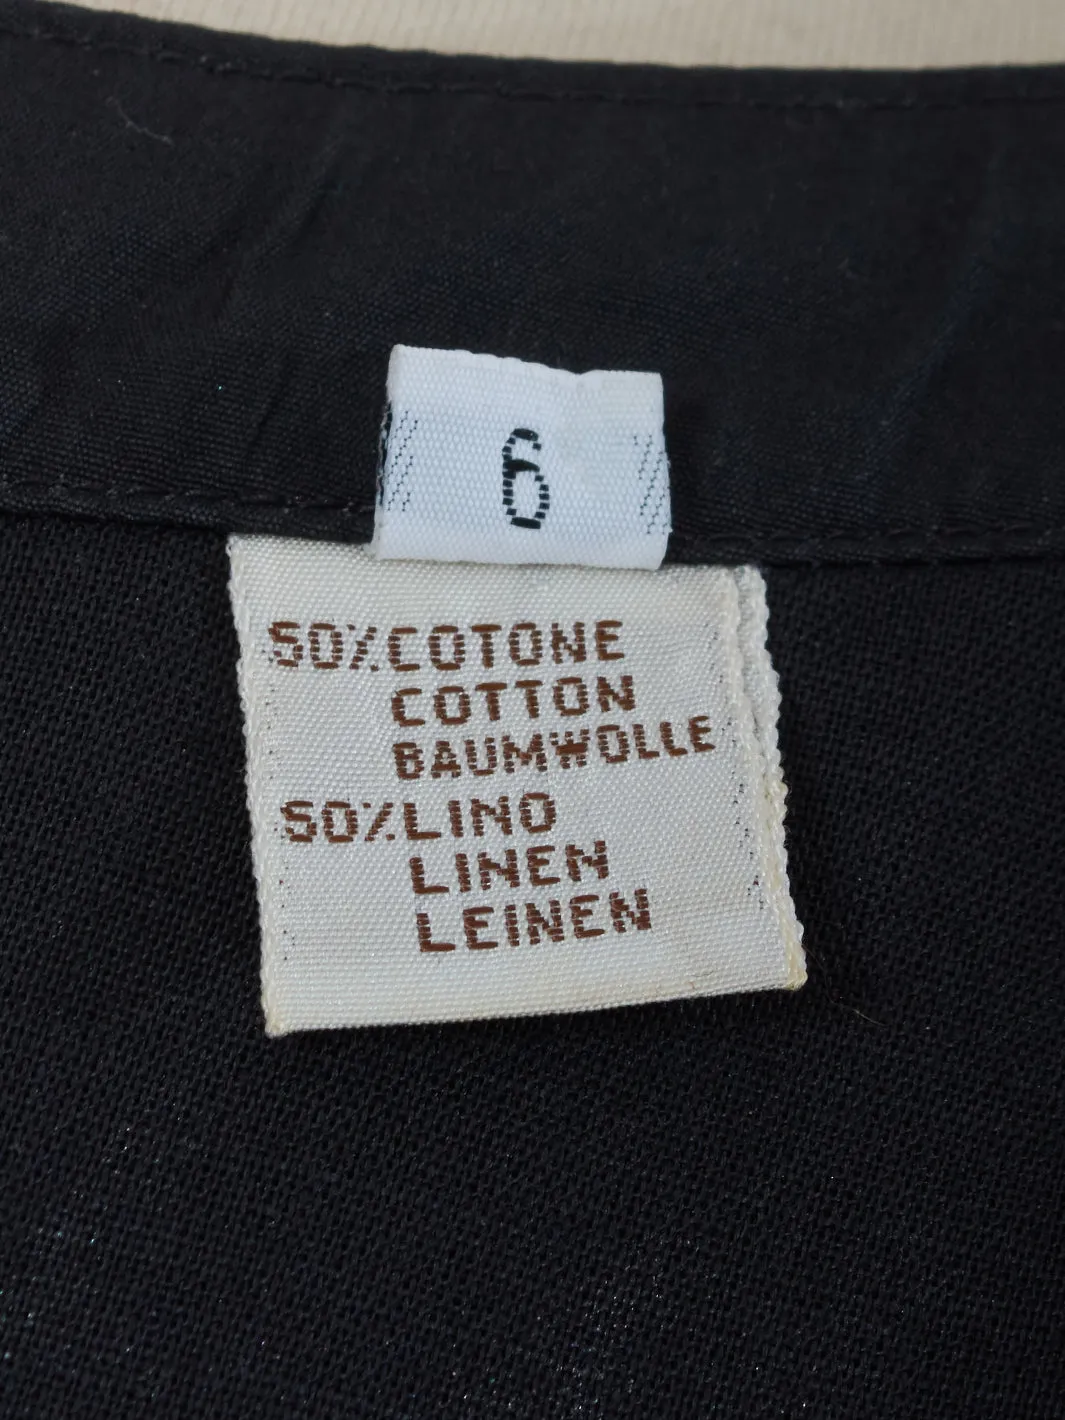 6
50%COTONE
COTTON
BAUMWOLLE
50%LINO
LINEN
LEINEN